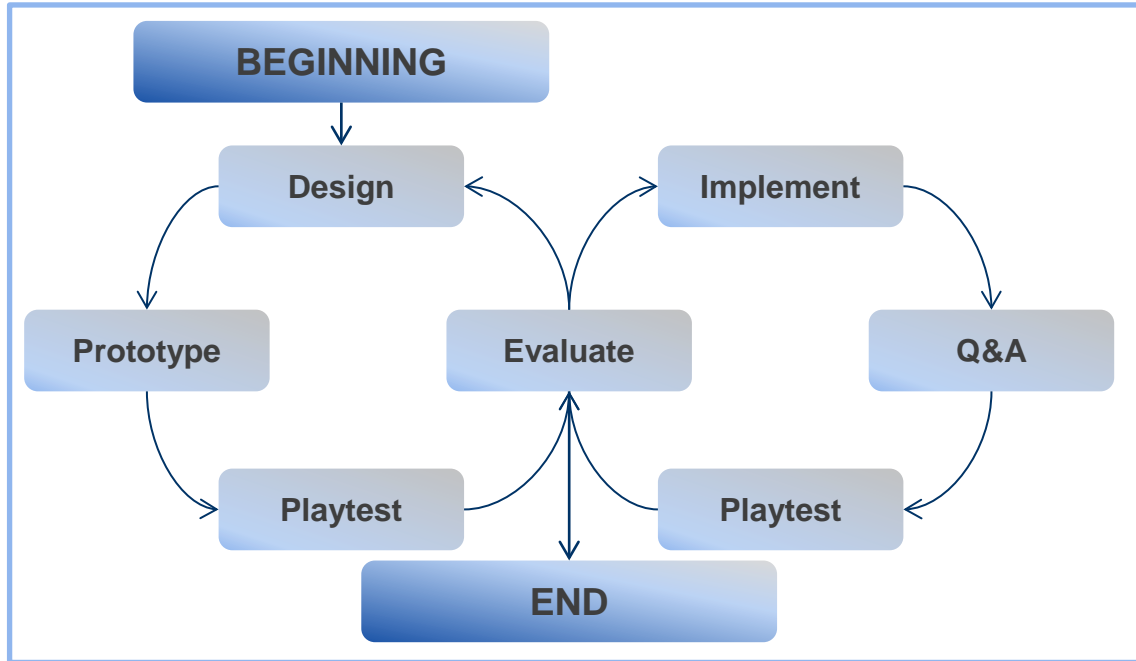 BEGINNING
Design
Implement
Prototype
Evaluate
Q&A
Playtest
Playtest
END